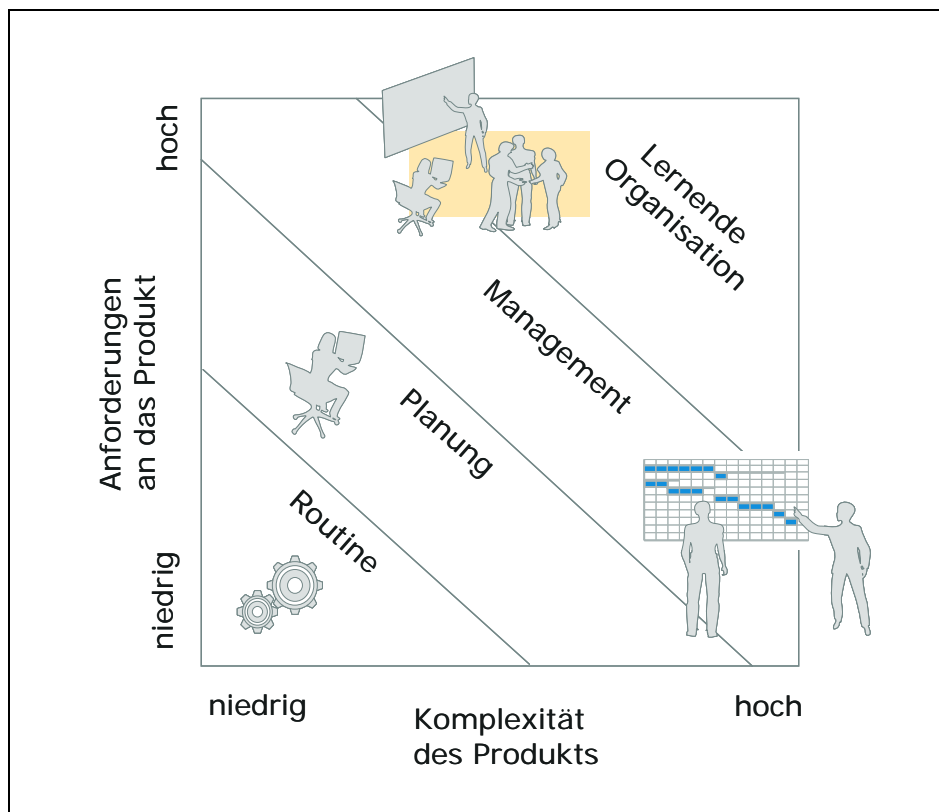 hoch
Anforderungen
an das Produkt
niedrig
Lernende
Organisation
Management
Planung
Routine
niedrig
Komplexität
des Produkts
hoch